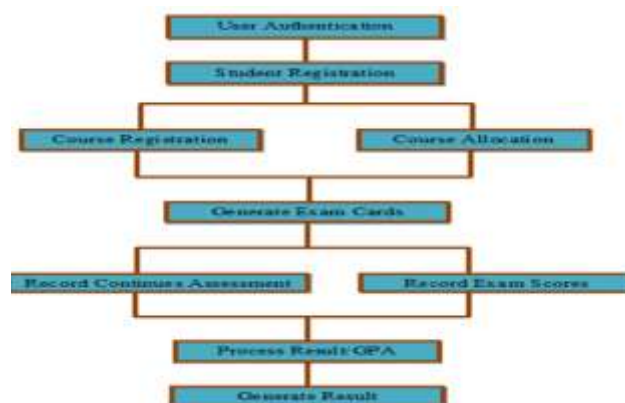 User Authentication
Student Registration
Course Registration
Course Allocation
Generate Exam Cards
Record Continues Assessment
Record Exam Scores
Process Result/GPA
Generate Result